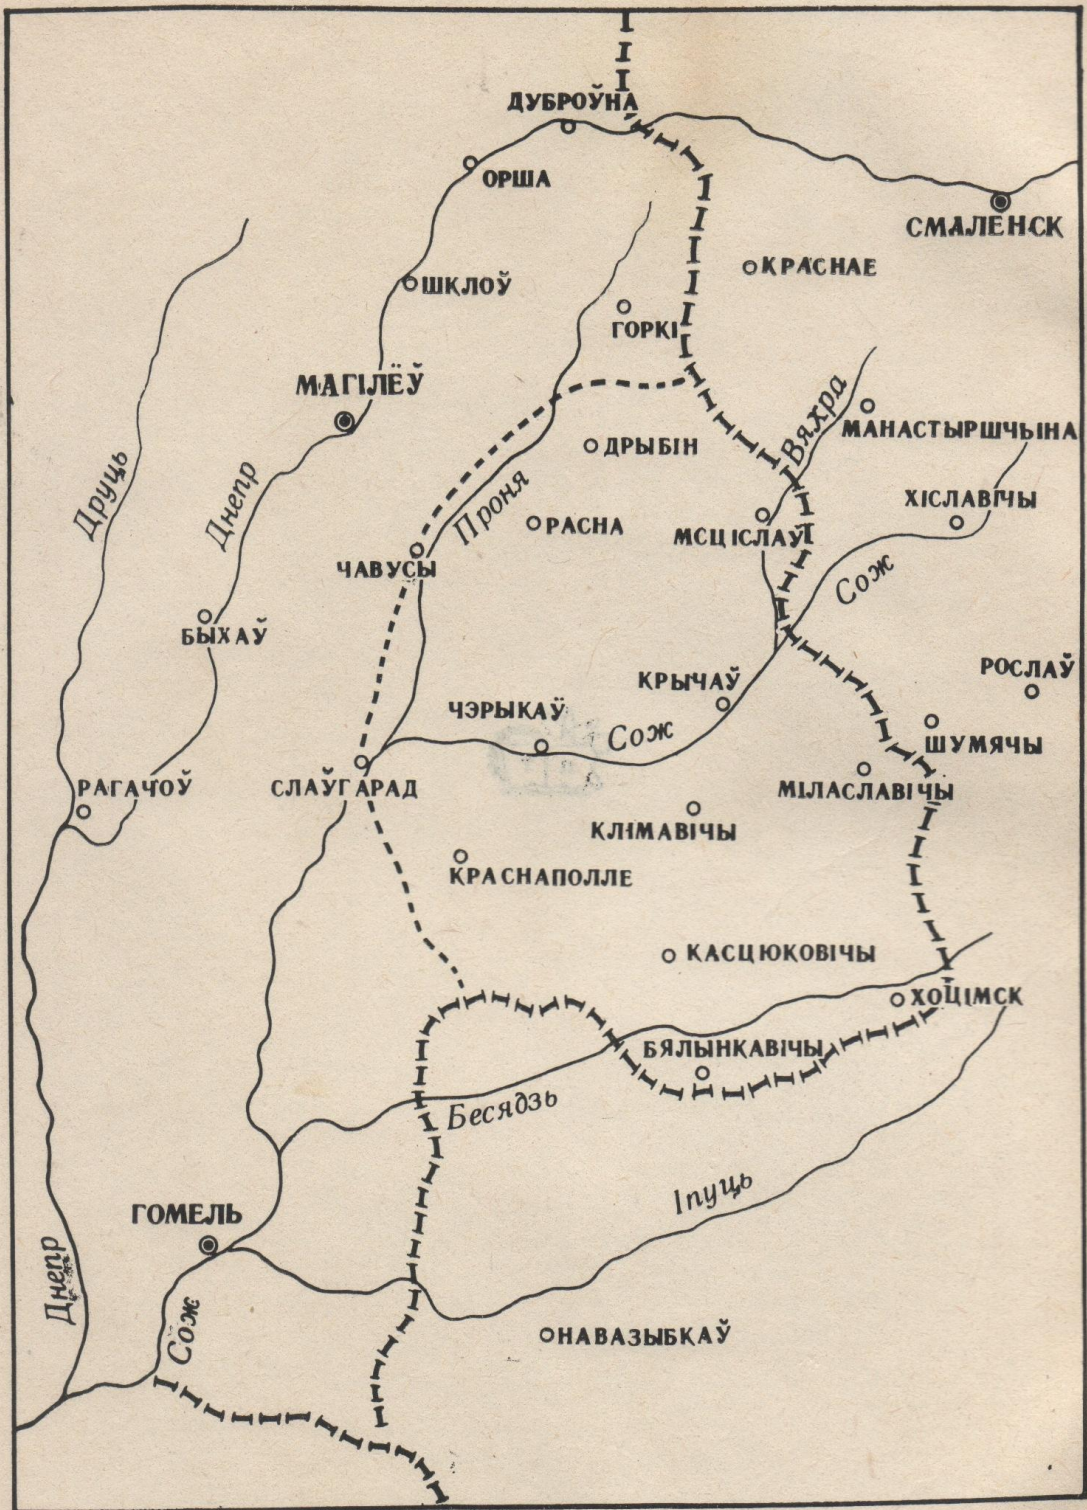 ДУБРОЎНА
ОРША
СМАЛЕНСК
КРАСНАЕ
ШКЛОЎ
ГОРКІ
МАГІЛЁЎ
Вяхра
МАНАСТЫРШЧЫНА
ДРЫБІН
Друць
Днепр
Проня
ХІСЛАВІЧЫ
РАСНА
МСЦІСЛАЎ
ЧАВУСЫ
Сож
БЫХАЎ
РОСЛАЎ
КРЫЧАЎ
ЧЭРЫКАЎ
Сож
ШУМЯЧЫ
РАГАЧОЎ
СЛАЎГАРАД
МІЛАСЛАВІЧЫ
КЛІМАВІЧЫ
КРАСНАПОЛЛЕ
КАСЦЮКОВІЧЫ
ХОЦІМСК
БЯЛЫНКАВІЧЫ
Бесядзь
Іпуць
ГОМЕЛЬ
Днепр
Сож
НАВАЗЫБКАЎ